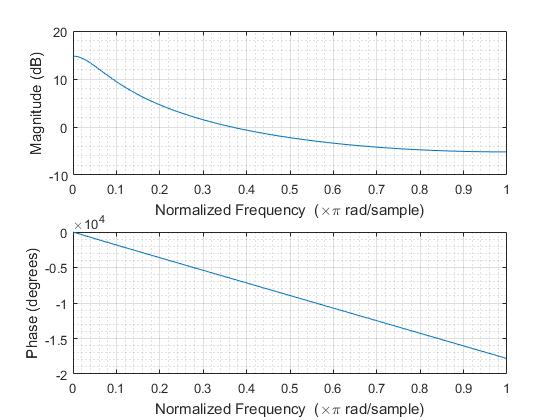 20
10
0
-10
Magnitude (dB)
0 0.1 0.2 0.3 0.4 0.5 0.6 0.7 0.8 0.9 1
Normalized Frequency (×π rad/sample)
×10⁴
0
-0.5
-1
-1.5
-2
Phase (degrees)
0 0.1 0.2 0.3 0.4 0.5 0.6 0.7 0.8 0.9 1
Normalized Frequency (×π rad/sample)